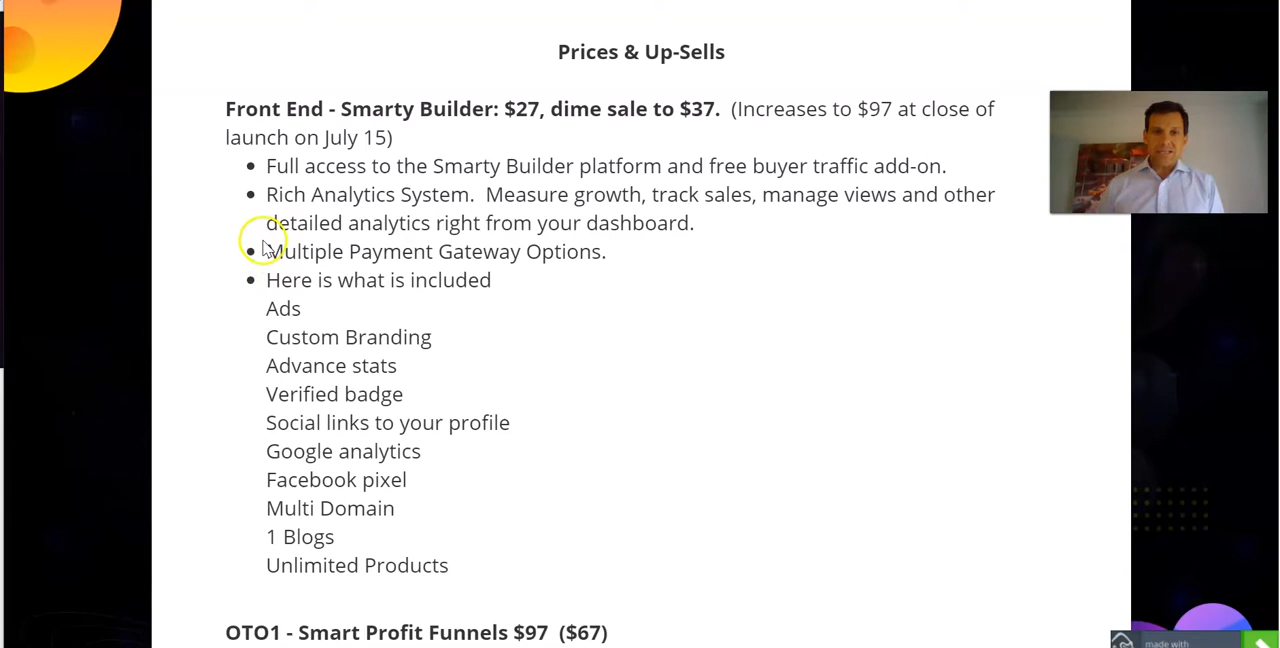 Prices & Up-Sells
Front End - Smarty Builder: $27, dime sale to $37. (Increases to $97 at close of
launch on July 15)
Full access to the Smarty Builder platform and free buyer traffic add-on.
Rich Analytics System. Measure growth, track sales, manage views and other
detailed analytics right from your dashboard.
Multiple Payment Gateway Options.
Here is what is included
Ads
Custom Branding
Advance stats
Verified badge
Social links to your profile
Google analytics
Facebook pixel
Multi Domain
1 Blogs
Unlimited Products
OTO1 - Smart Profit Funnels $97 ($67)
made with